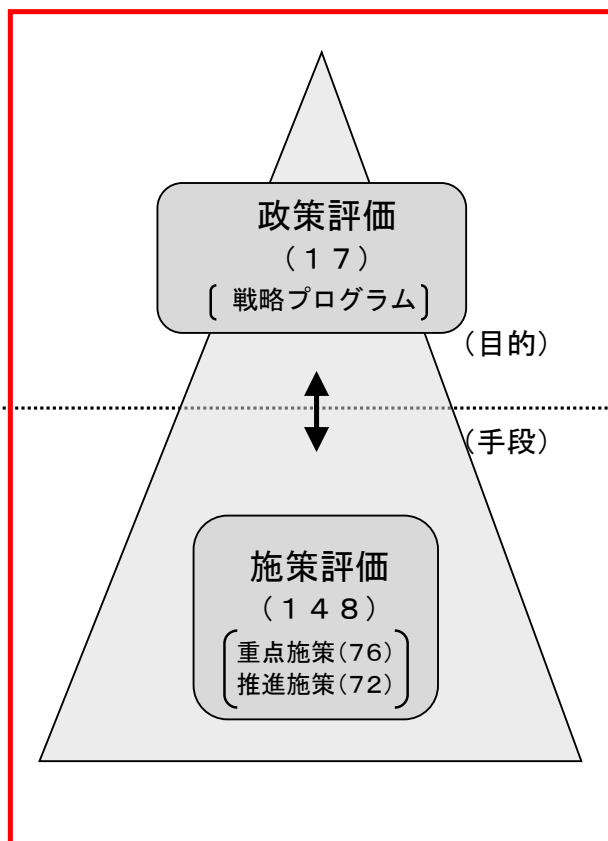 政策評価
（１７）
〔 戦略プログラム 〕
（目的）
（手段）
施策評価
（１４８）
重点施策（76）
推進施策（72）